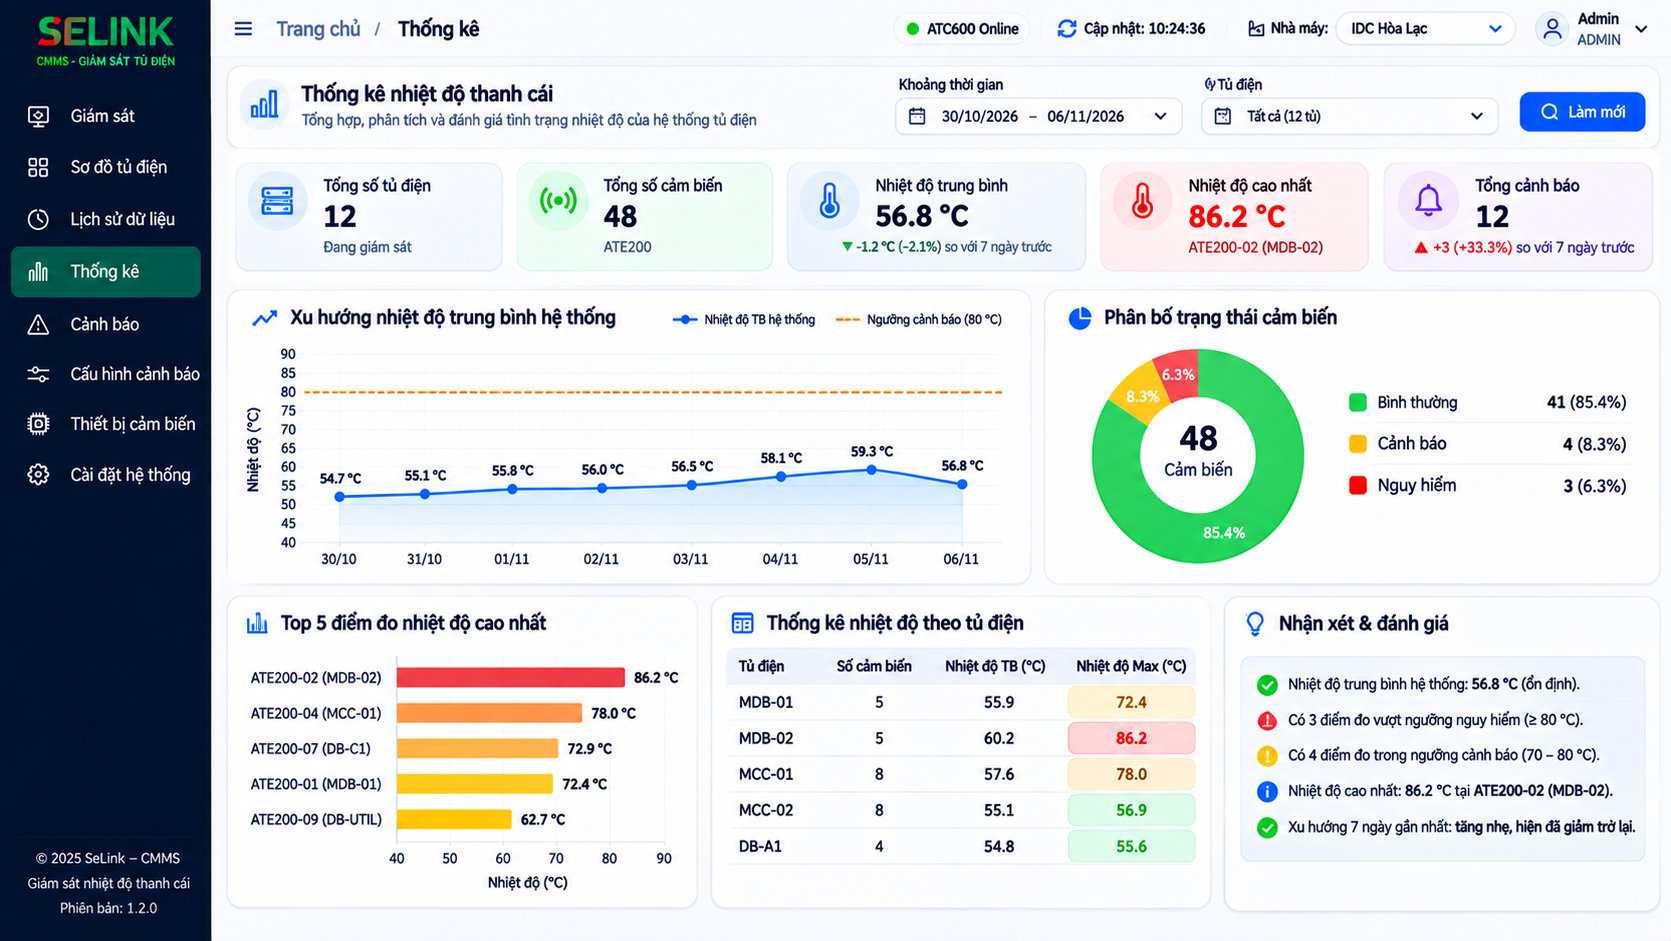 SELINK
CMMS - GIÁM SÁT TỦ ĐIỆN
Giám sát
Sơ đồ tủ điện
Lịch sử dữ liệu
Thống kê
Cảnh báo
Cấu hình cảnh báo
Thiết bị cảm biến
Cài đặt hệ thống
© 2025 SeLink – CMMS
Giám sát nhiệt độ thanh cái
Phiên bản: 1.2.0
Trang chủ / Thống kê
ATC600 Online
Cập nhật: 10:24:36
Nhà máy: IDC Hòa Lạc
Admin
ADMIN
Thống kê nhiệt độ thanh cái
Tổng hợp, phân tích và đánh giá tình trạng nhiệt độ của hệ thống tủ điện
Khoảng thời gian
30/10/2026 – 06/11/2026
Tủ điện
Tất cả (12 tủ)
Làm mới
Tổng số tủ điện
12
Đang giám sát
Tổng số cảm biến
48
ATE200
Nhiệt độ trung bình
56.8 °C
▼ -1.2 °C (-2.1%) so với 7 ngày trước
Nhiệt độ cao nhất
86.2 °C
ATE200-02 (MDB-02)
Tổng cảnh báo
12
▲ +3 (+33.3%) so với 7 ngày trước
Xu hướng nhiệt độ trung bình hệ thống
Nhiệt độ TB hệ thống
Ngưỡng cảnh báo (80 °C)
Nhiệt độ (°C)
90
85
80
75
70
65
60
55
50
45
40
54.7 °C
55.1 °C
55.8 °C
56.0 °C
56.5 °C
58.1 °C
59.3 °C
56.8 °C
30/10
31/10
01/11
02/11
03/11
04/11
05/11
06/11
Phân bố trạng thái cảm biến
6.3%
8.3%
85.4%
48
Cảm biến
Bình thường 41 (85.4%)
Cảnh báo 4 (8.3%)
Nguy hiểm 3 (6.3%)
Top 5 điểm đo nhiệt độ cao nhất
ATE200-02 (MDB-02) 86.2 °C
ATE200-04 (MCC-01) 78.0 °C
ATE200-07 (DB-C1) 72.9 °C
ATE200-01 (MDB-01) 72.4 °C
ATE200-09 (DB-UTIL) 62.7 °C
40 50 60 70 80 90
Nhiệt độ (°C)
Thống kê nhiệt độ theo tủ điện
Tủ điện Số cảm biến Nhiệt độ TB (°C) Nhiệt độ Max (°C)
MDB-01 5 55.9 72.4
MDB-02 5 60.2 86.2
MCC-01 8 57.6 78.0
MCC-02 8 55.1 56.9
DB-A1 4 54.8 55.6
Nhận xét & đánh giá
Nhiệt độ trung bình hệ thống: 56.8 °C (ổn định).
Có 3 điểm đo vượt ngưỡng nguy hiểm (≥ 80 °C).
Có 4 điểm đo trong ngưỡng cảnh báo (70 – 80 °C).
Nhiệt độ cao nhất: 86.2 °C tại ATE200-02 (MDB-02).
Xu hướng 7 ngày gần nhất: tăng nhẹ, hiện đã giảm trở lại.